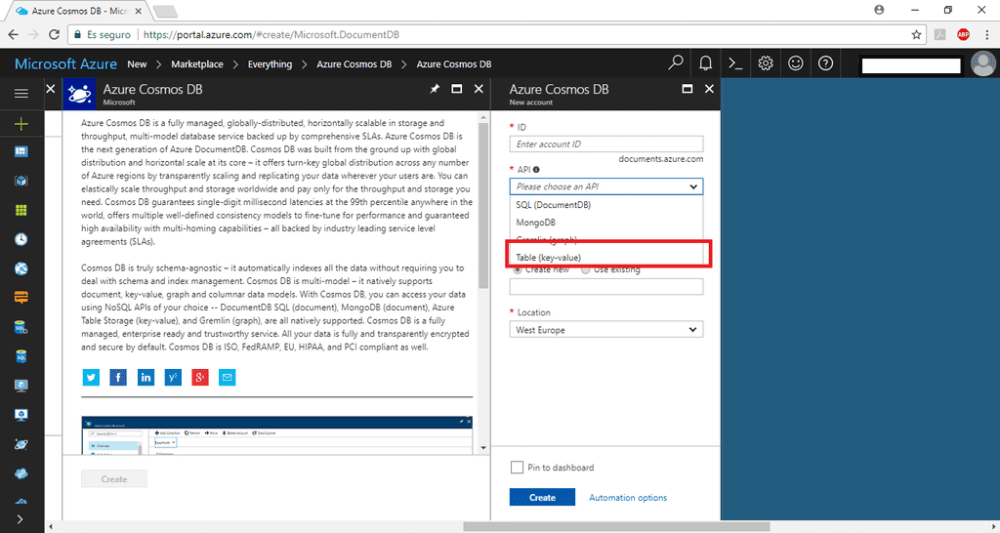 Azure Cosmos DB - Micr
Es seguro
https://portal.azure.com/#create/Microsoft.DocumentDB
ABP
Microsoft Azure New > Marketplace > Everything > Azure Cosmos DB > Azure Cosmos DB
Azure Cosmos DB
Microsoft
Azure Cosmos DB is a fully managed, globally-distributed, horizontally scalable in storage and
throughput, multi-model database service backed up by comprehensive SLAs. Azure Cosmos DB is
the next generation of Azure DocumentDB. Cosmos DB was built from the ground up with global
distribution and horizontal scale at its core – it offers turn-key global distribution across any number
of Azure regions by transparently scaling and replicating your data wherever your users are. You can
elastically scale throughput and storage worldwide and pay only for the throughput and storage you
need. Cosmos DB guarantees single-digit millisecond latencies at the 99th percentile anywhere in the
world, offers multiple well-defined consistency models to fine-tune for performance and guaranteed
high availability with multi-homing capabilities – all backed by industry leading service level
agreements (SLAs).
Cosmos DB is truly schema-agnostic – it automatically indexes all the data without requiring you to
deal with schema and index management. Cosmos DB is multi-model – it natively supports
document, key-value, graph and columnar data models. With Cosmos DB, you can access your data
using NoSQL APIs of your choice -- DocumentDB SQL (document), MongoDB (document), Azure
Table Storage (key-value), and Gremlin (graph), are all natively supported. Cosmos DB is a fully
managed, enterprise ready and trustworthy service. All your data is fully and transparently encrypted
and secure by default. Cosmos DB is ISO, FedRAMP, EU, HIPAA, and PCI compliant as well.
Create
Azure Cosmos DB
New account
* ID
Enter account ID
documents.azure.com
* API
Please choose an API
SQL (DocumentDB)
MongoDB
Gremlin (graph)
Table (key-value)
Create new Use existing
* Location
West Europe
Pin to dashboard
Create Automation options